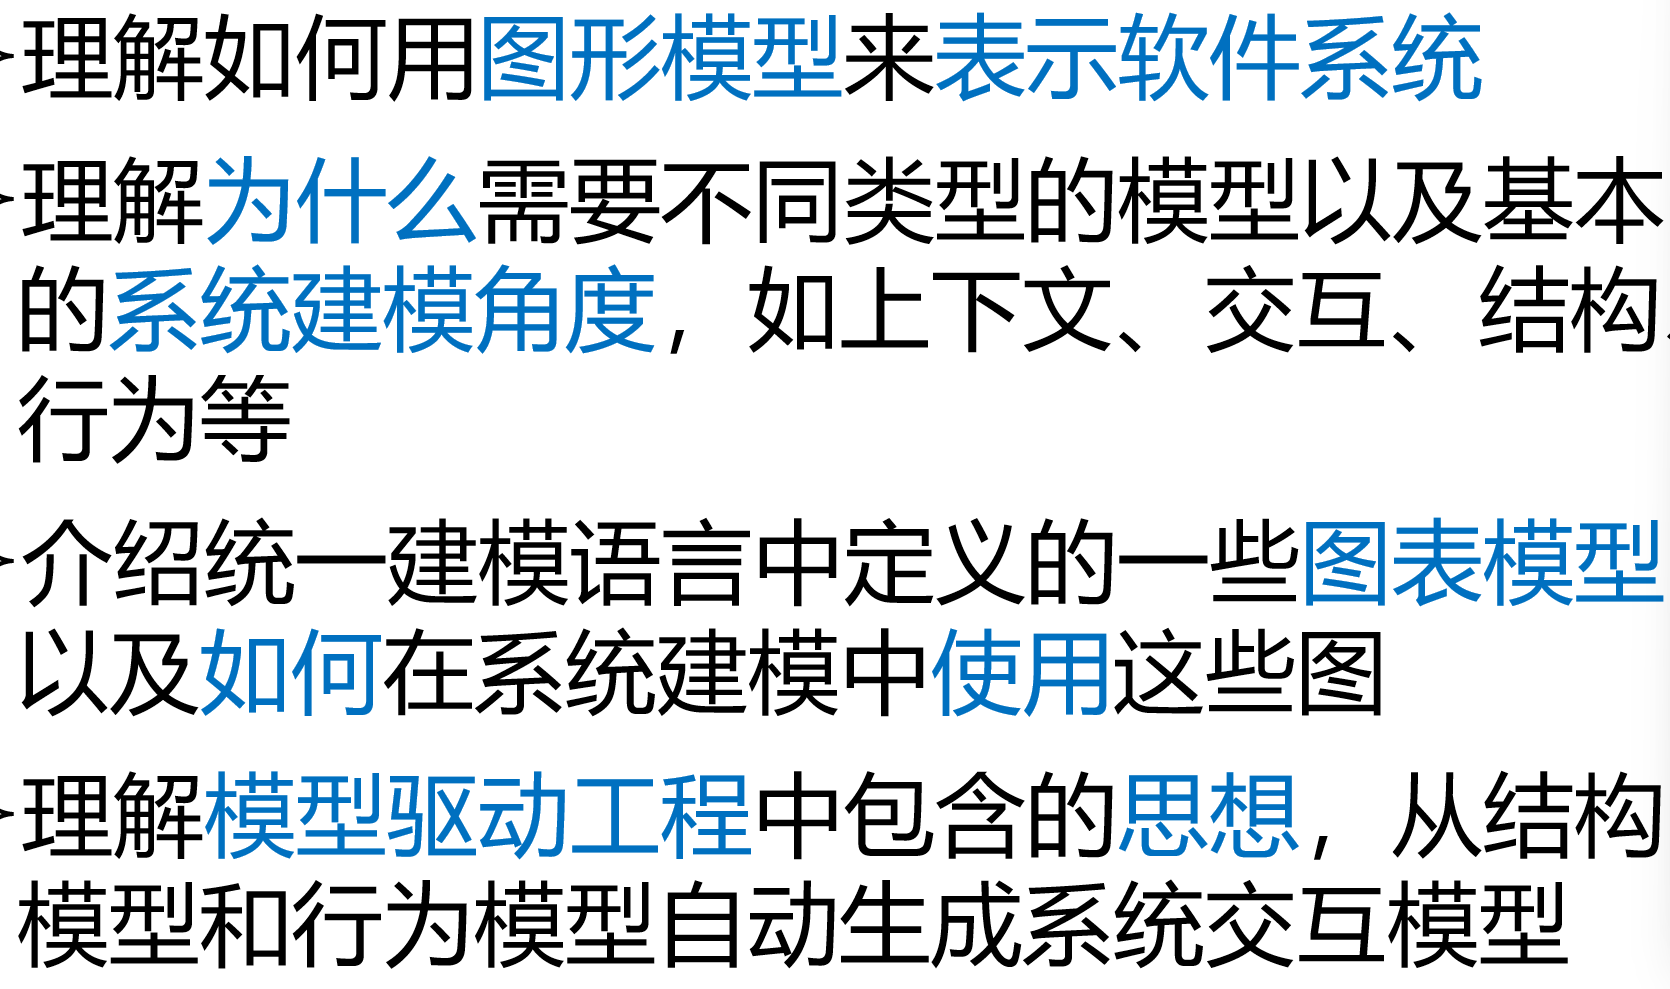 理解如何用图形模型来表示软件系统
理解为什么需要不同类型的模型以及基本
的系统建模角度，如上下文、交互、结构、
行为等
介绍统一建模语言中定义的一些图表模型
以及如何在系统建模中使用这些图
理解模型驱动工程中包含的思想，从结构
模型和行为模型自动生成系统交互模型